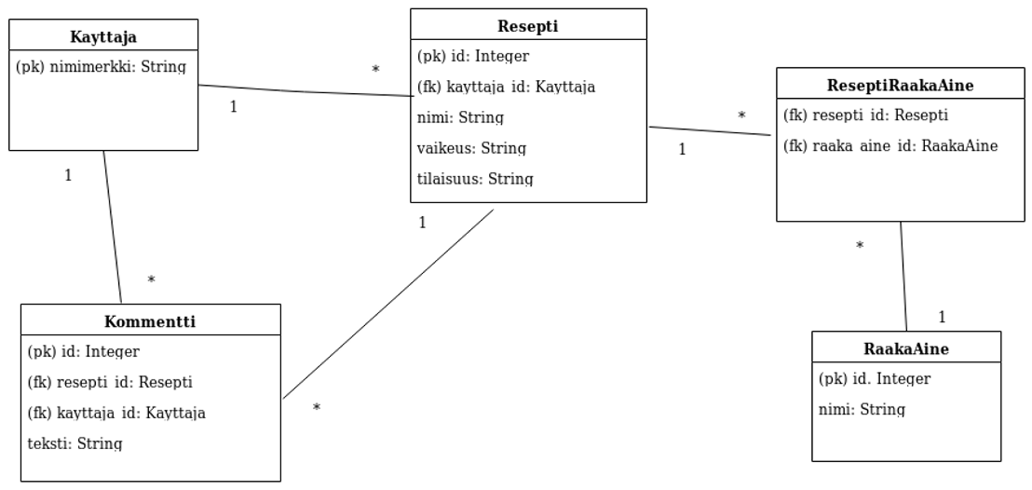 Kayttaja
(pk) nimimerkki: String
1
*
1
*
Resepti
(pk) id: Integer
(fk) kayttaja id: Kayttaja
nimi: String
vaikeus: String
tilaisuus: String
1
*
1
*
ReseptiRaakaAine
(fk) resepti id: Resepti
(fk) raaka aine id: RaakaAine
*
1
Kommentti
(pk) id: Integer
(fk) resepti id: Resepti
(fk) kayttaja id: Kayttaja
teksti: String
RaakaAine
(pk) id. Integer
nimi: String